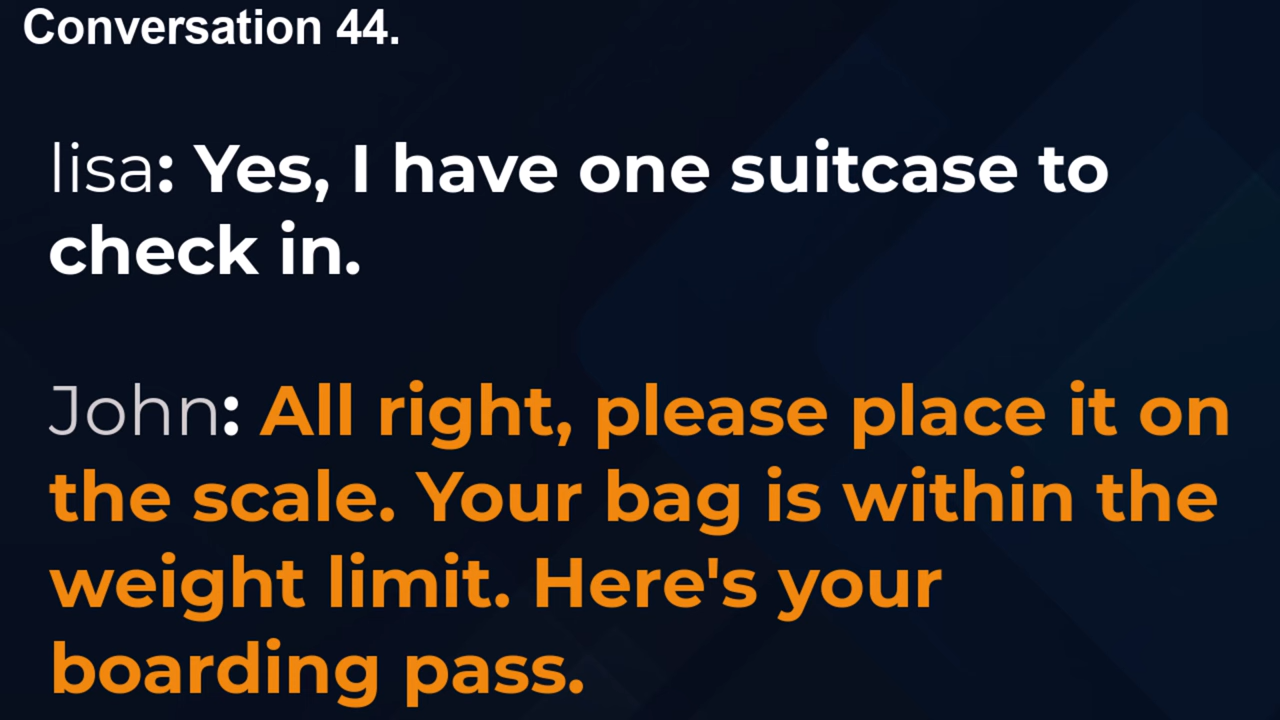 Conversation 44.
lisa: Yes, I have one suitcase to
check in.
John: All right, please place it on
the scale. Your bag is within the
weight limit. Here's your
boarding pass.